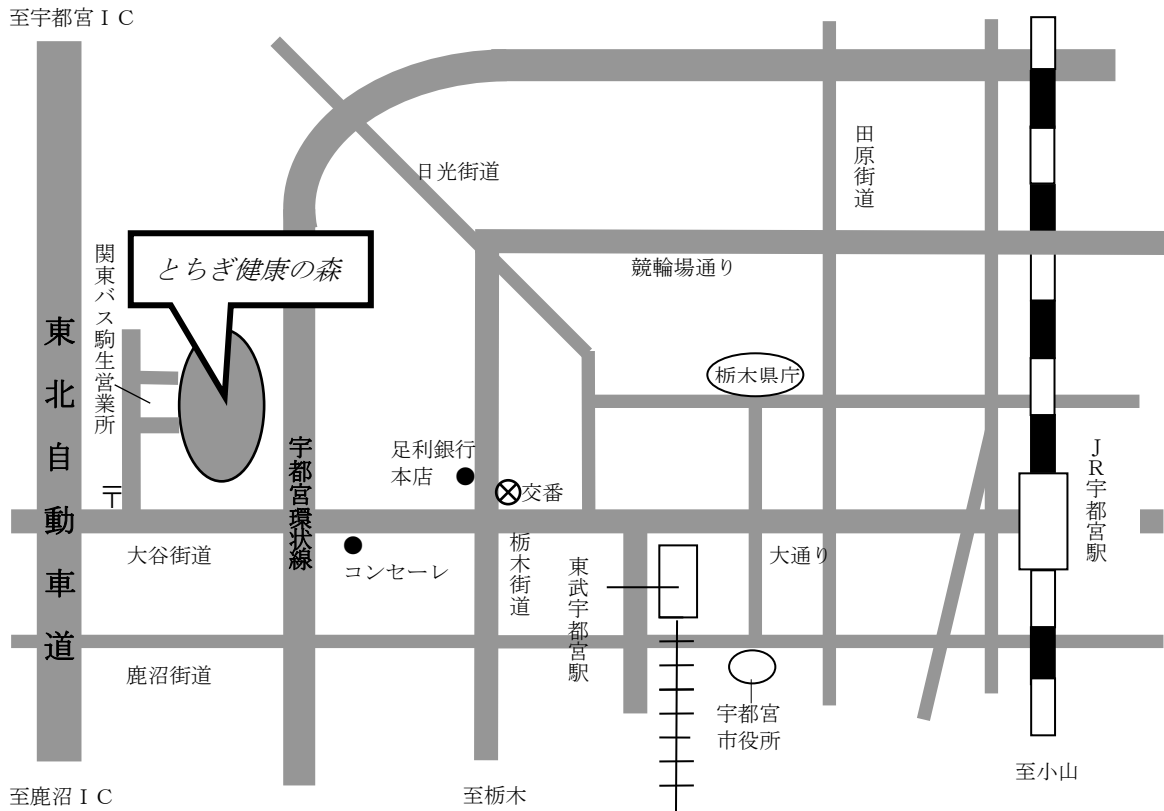 至宇都宮ＩＣ
日光街道
田原街道
関東バス駒生営業所
とちぎ健康の森
競輪場通り
東北自動車道
栃木県庁
宇都宮環状線
足利銀行
本店
交番
ＪＲ宇都宮駅
〒
大谷街道
コンセーレ
栃木街道
東武宇都宮駅
大通り
鹿沼街道
宇都宮
市役所
至鹿沼ＩＣ
至栃木
至小山